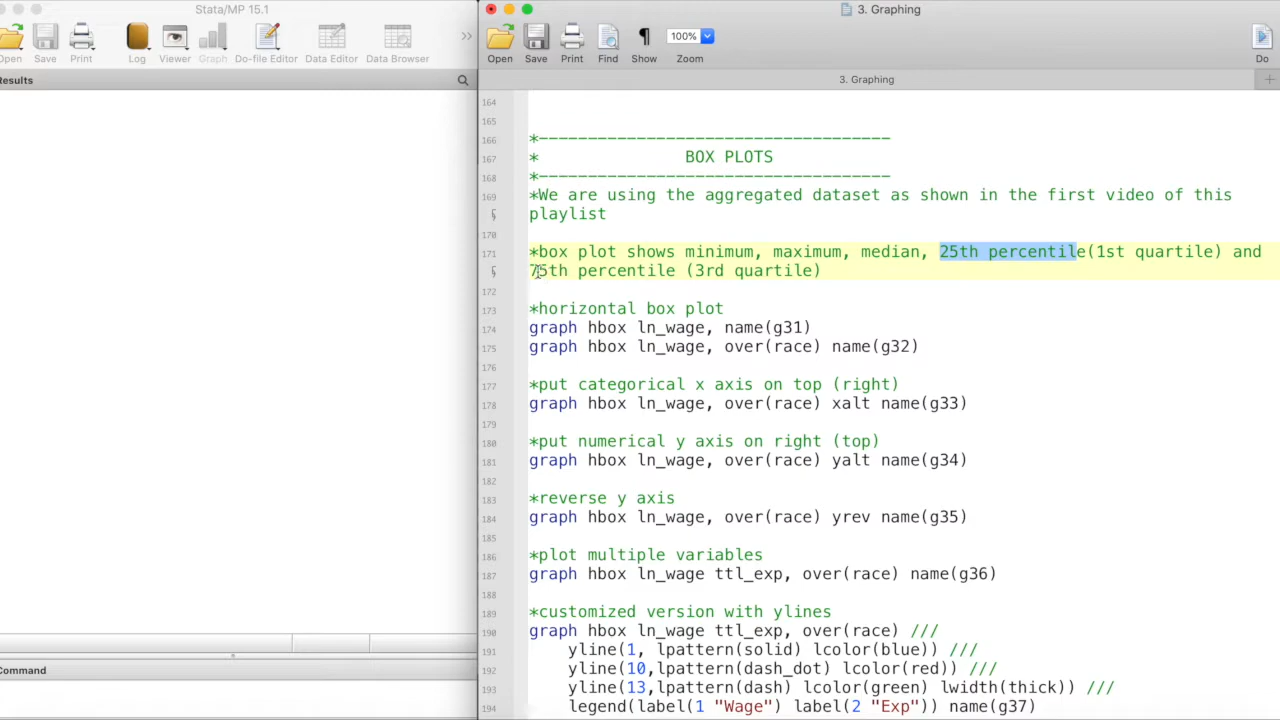 Stata/MP 15.1
Open Save Print Log Viewer Graph Do-file Editor Data Editor Data Browser
Results
Command
3. Graphing
100%
Open Save Print Find Show Zoom Do
3. Graphing
164
165
166 *------------------------------------
167 * BOX PLOTS
168 *------------------------------------
169 *We are using the aggregated dataset as shown in the first video of this
playlist
170
171 *box plot shows minimum, maximum, median, 25th percentile(1st quartile) and
75th percentile (3rd quartile)
172
173 *horizontal box plot
174 graph hbox ln_wage, name(g31)
175 graph hbox ln_wage, over(race) name(g32)
176
177 *put categorical x axis on top (right)
178 graph hbox ln_wage, over(race) xalt name(g33)
179
180 *put numerical y axis on right (top)
181 graph hbox ln_wage, over(race) yalt name(g34)
182
183 *reverse y axis
184 graph hbox ln_wage, over(race) yrev name(g35)
185
186 *plot multiple variables
187 graph hbox ln_wage ttl_exp, over(race) name(g36)
188
189 *customized version with ylines
190 graph hbox ln_wage ttl_exp, over(race) ///
191 yline(1, lpattern(solid) lcolor(blue)) ///
192 yline(10,lpattern(dash_dot) lcolor(red)) ///
193 yline(13,lpattern(dash) lcolor(green) lwidth(thick)) ///
194 legend(label(1 "Wage") label(2 "Exp")) name(g37)